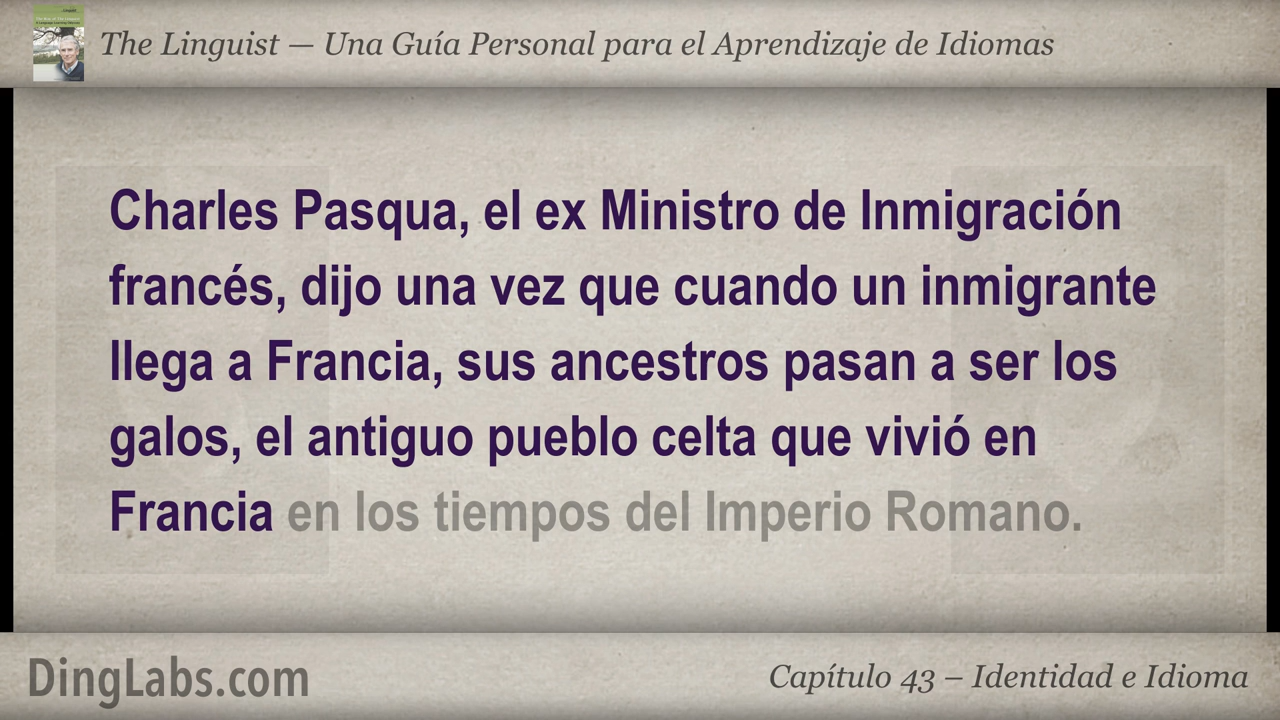 The Linguist — Una Guía Personal para el Aprendizaje de Idiomas
Charles Pasqua, el ex Ministro de Inmigración
francés, dijo una vez que cuando un inmigrante
llega a Francia, sus ancestros pasan a ser los
galos, el antiguo pueblo celta que vivió en
Francia en los tiempos del Imperio Romano.
DingLabs.com
Capítulo 43 – Identidad e Idioma